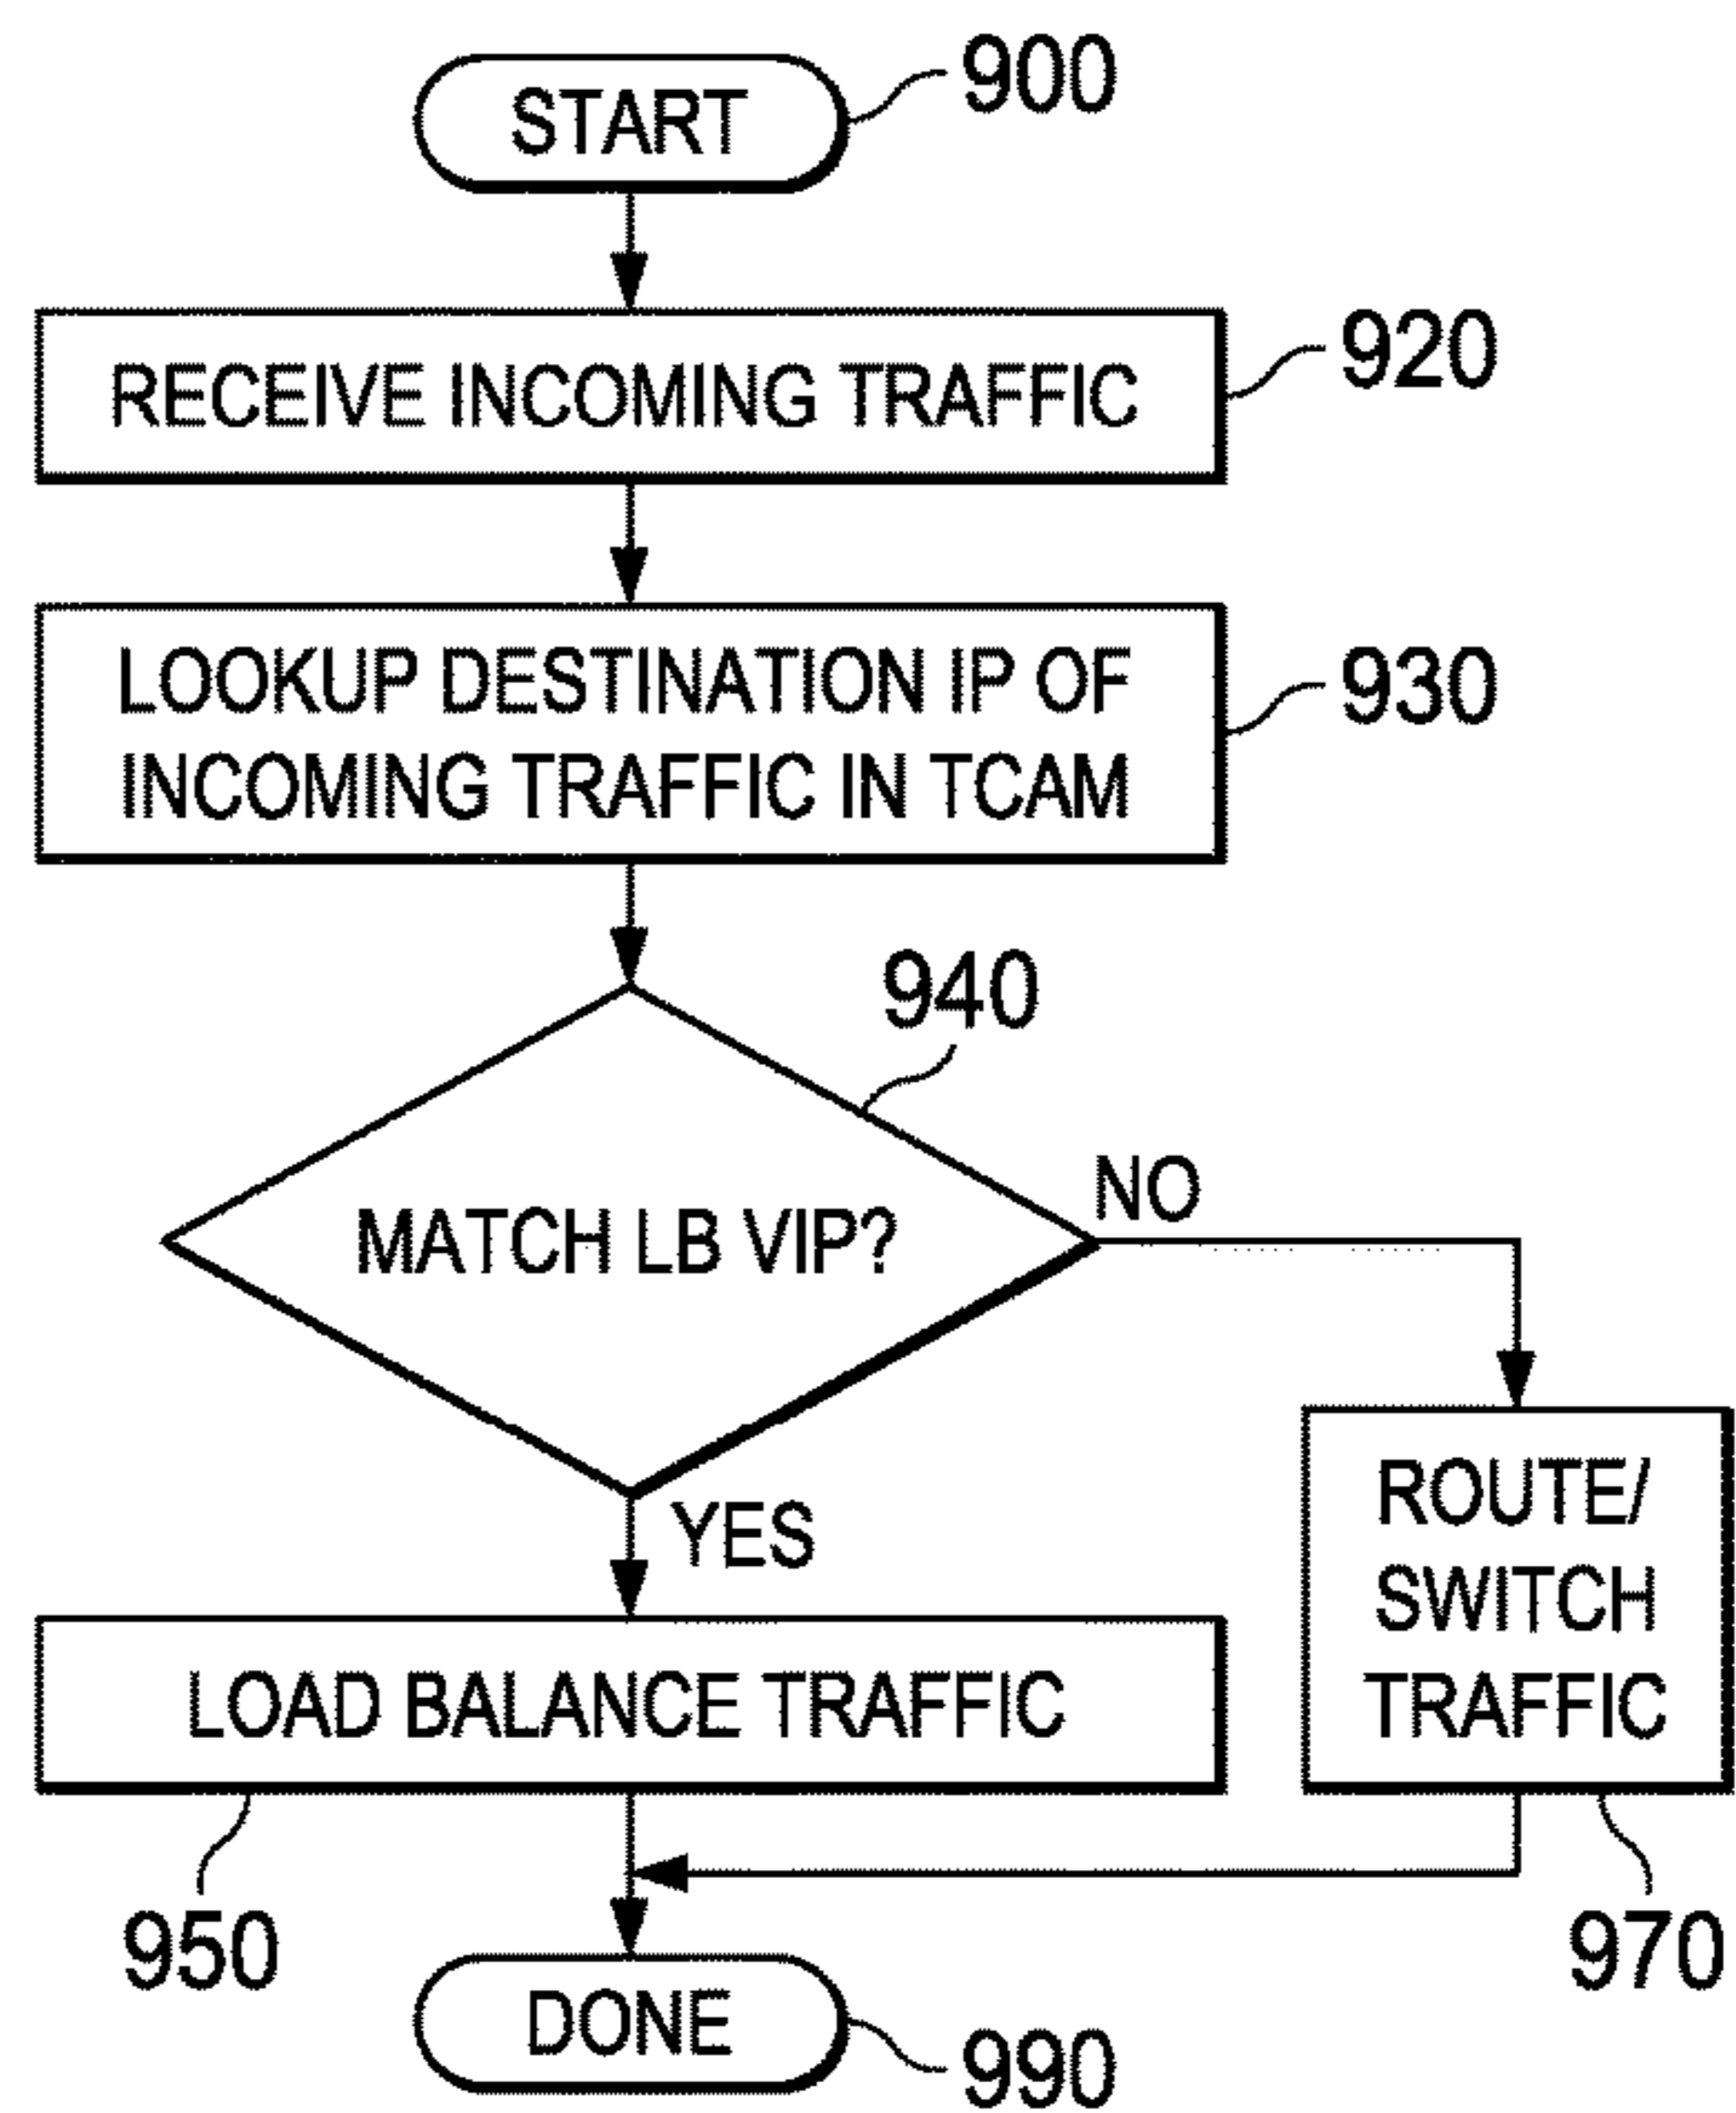 START
900
RECEIVE INCOMING TRAFFIC
920
LOOKUP DESTINATION IP OF
INCOMING TRAFFIC IN TCAM
930
940
MATCH LB VIP?
NO
YES
ROUTE/
SWITCH
TRAFFIC
LOAD BALANCE TRAFFIC
950
970
DONE
990